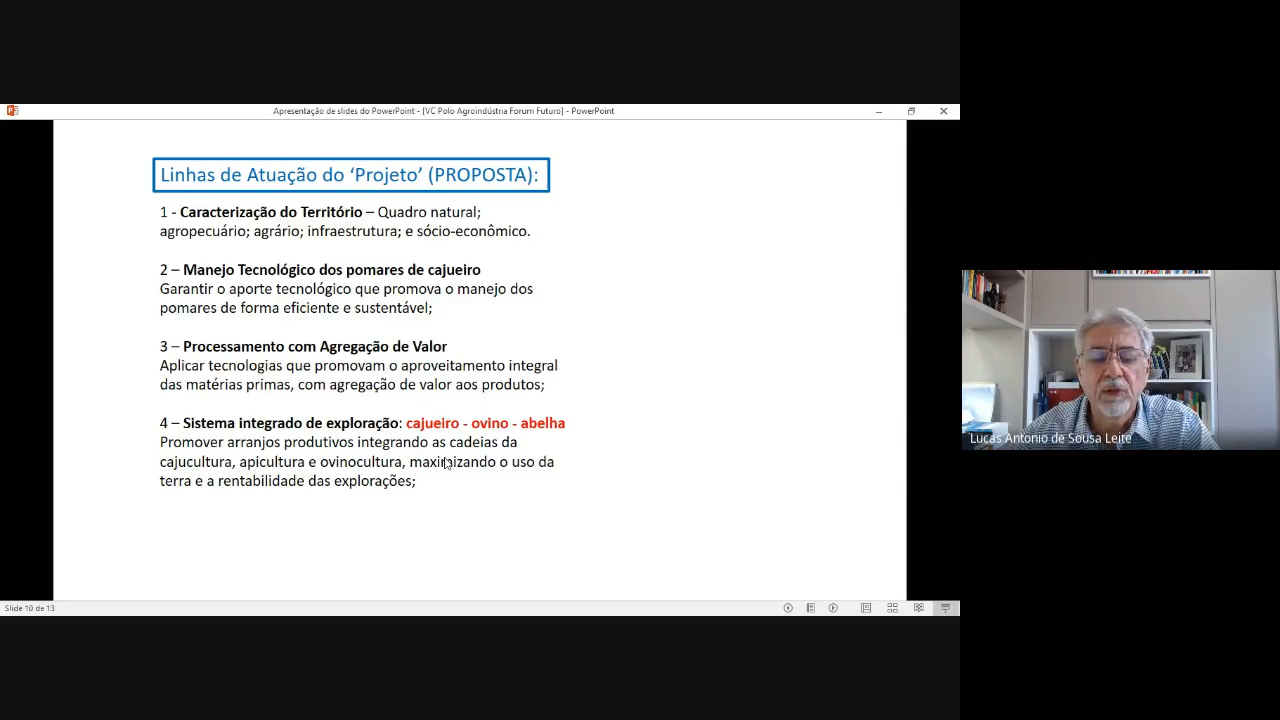 Apresentação de slides do PowerPoint - [VC Polo Agroindústria Forum Futuro] - PowerPoint
Linhas de Atuação do ‘Projeto’ (PROPOSTA):
1 - Caracterização do Território – Quadro natural;
agropecuário; agrário; infraestrutura; e sócio-econômico.
2 – Manejo Tecnológico dos pomares de cajueiro
Garantir o aporte tecnológico que promova o manejo dos
pomares de forma eficiente e sustentável;
3 – Processamento com Agregação de Valor
Aplicar tecnologias que promovam o aproveitamento integral
das matérias primas, com agregação de valor aos produtos;
4 – Sistema integrado de exploração: cajueiro - ovino - abelha
Promover arranjos produtivos integrando as cadeias da
cajucultura, apicultura e ovinocultura, maximizando o uso da
terra e a rentabilidade das explorações;
Slide 10 de 13
Lucas Antonio de Sousa Leite